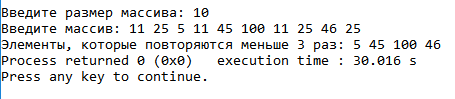 Введите размер массива: 10
Введите массив: 11 25 5 11 45 100 11 25 46 25
Элементы, которые повторяются меньше 3 раз: 5 45 100 46
Process returned 0 (0x0)   execution time : 30.016 s
Press any key to continue.